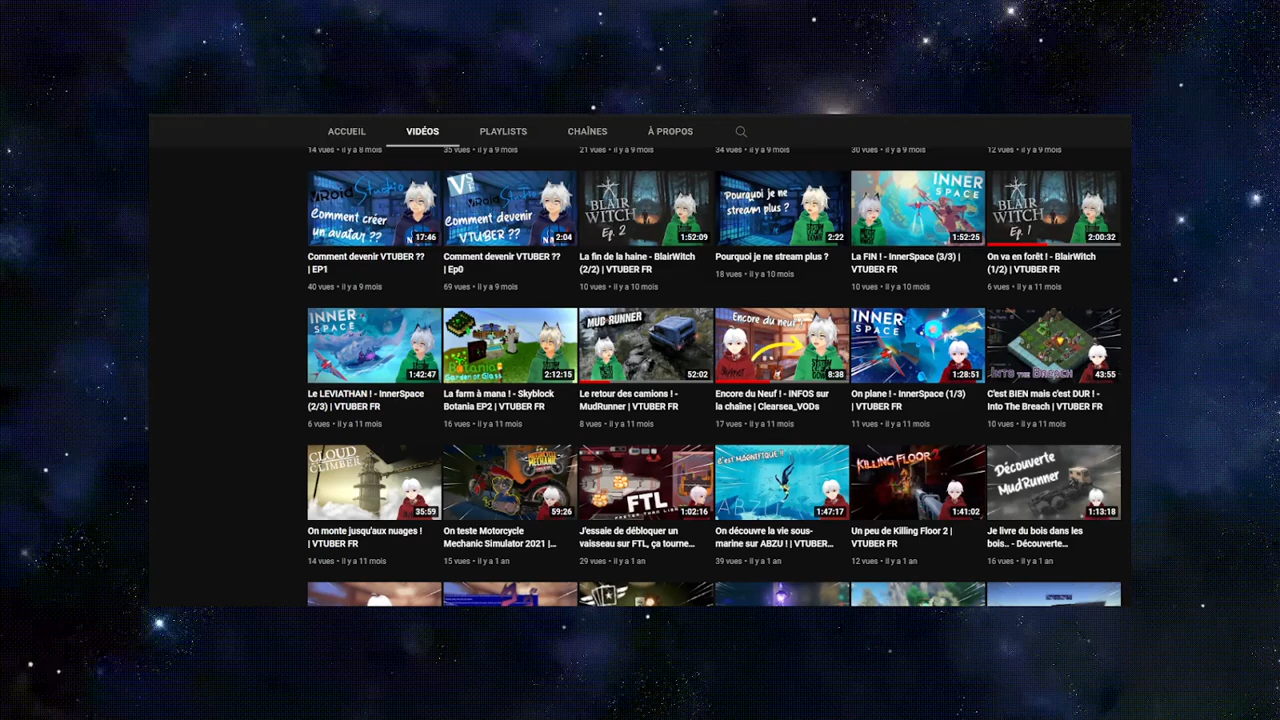 ACCUEIL VIDÉOS PLAYLISTS CHAÎNES À PROPOS
14 vues • il y a 8 mois 35 vues • il y a 9 mois 21 vues • il y a 9 mois 34 vues • il y a 9 mois 30 vues • il y a 9 mois 12 vues • il y a 9 mois
VRoid Studio
Comment créer
un avatar ??
17:46
VRoid Studio
Comment devenir
VTUBER ??
2:04
BLAIR
WITCH
Ep. 2
1:52:09
Pourquoi je ne
stream plus ?
2:22
INNER
SPACE
1:52:25
BLAIR
WITCH
Ep. 1
2:00:32
Comment devenir VTUBER ?? Comment devenir VTUBER ?? La fin de la haine - BlairWitch Pourquoi je ne stream plus ? La FIN ! - InnerSpace (3/3) | On va en forêt ! - BlairWitch
| EP1 | Ep0 (2/2) | VTUBER FR VTUBER FR (1/2) | VTUBER FR
40 vues • il y a 9 mois 69 vues • il y a 9 mois 10 vues • il y a 10 mois 18 vues • il y a 10 mois 10 vues • il y a 10 mois 6 vues • il y a 11 mois
INNER
SPACE
1:42:47
Botania
Garden of Glass
2:12:15
MUD RUNNER
52:02
Encore du neuf !
8:38
INNER
SPACE
1:28:51
INTO THE BREACH
43:55
Le LEVIATHAN ! - InnerSpace La farm à mana ! - Skyblock Le retour des camions ! - Encore du Neuf ! - INFOS sur On plane ! - InnerSpace (1/3) C'est BIEN mais c'est DUR ! -
(2/3) | VTUBER FR Botania EP2 | VTUBER FR MudRunner | VTUBER FR la chaîne | Clearsea_VODs | VTUBER FR Into The Breach | VTUBER FR
6 vues • il y a 11 mois 16 vues • il y a 11 mois 8 vues • il y a 11 mois 17 vues • il y a 11 mois 11 vues • il y a 11 mois 10 vues • il y a 11 mois
CLOUD
CLIMBER
35:59
MECHANIC
59:26
FTL
1:02:16
C'est MAGNIFIQUE !!
ABZU
1:47:17
KILLING FLOOR 2
1:41:02
Découverte
MudRunner
1:13:18
On monte jusqu'aux nuages ! On teste Motorcycle J'essaie de débloquer un On découvre la vie sous- Un peu de Killing Floor 2 | Je livre du bois dans les
| VTUBER FR Mechanic Simulator 2021 |... vaisseau sur FTL, ça tourne... marine sur ABZU ! | VTUBER... VTUBER FR bois.. - Découverte...
14 vues • il y a 11 mois 15 vues • il y a 1 an 29 vues • il y a 1 an 39 vues • il y a 1 an 12 vues • il y a 1 an 16 vues • il y a 1 an